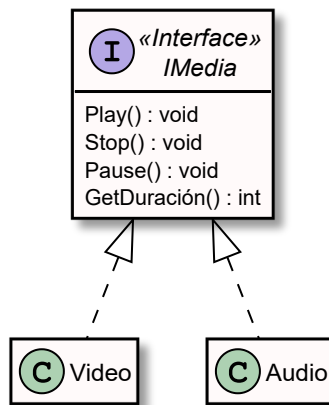 I «Interface»
IMedia
Play() : void
Stop() : void
Pause() : void
GetDuración() : int
C Video
C Audio